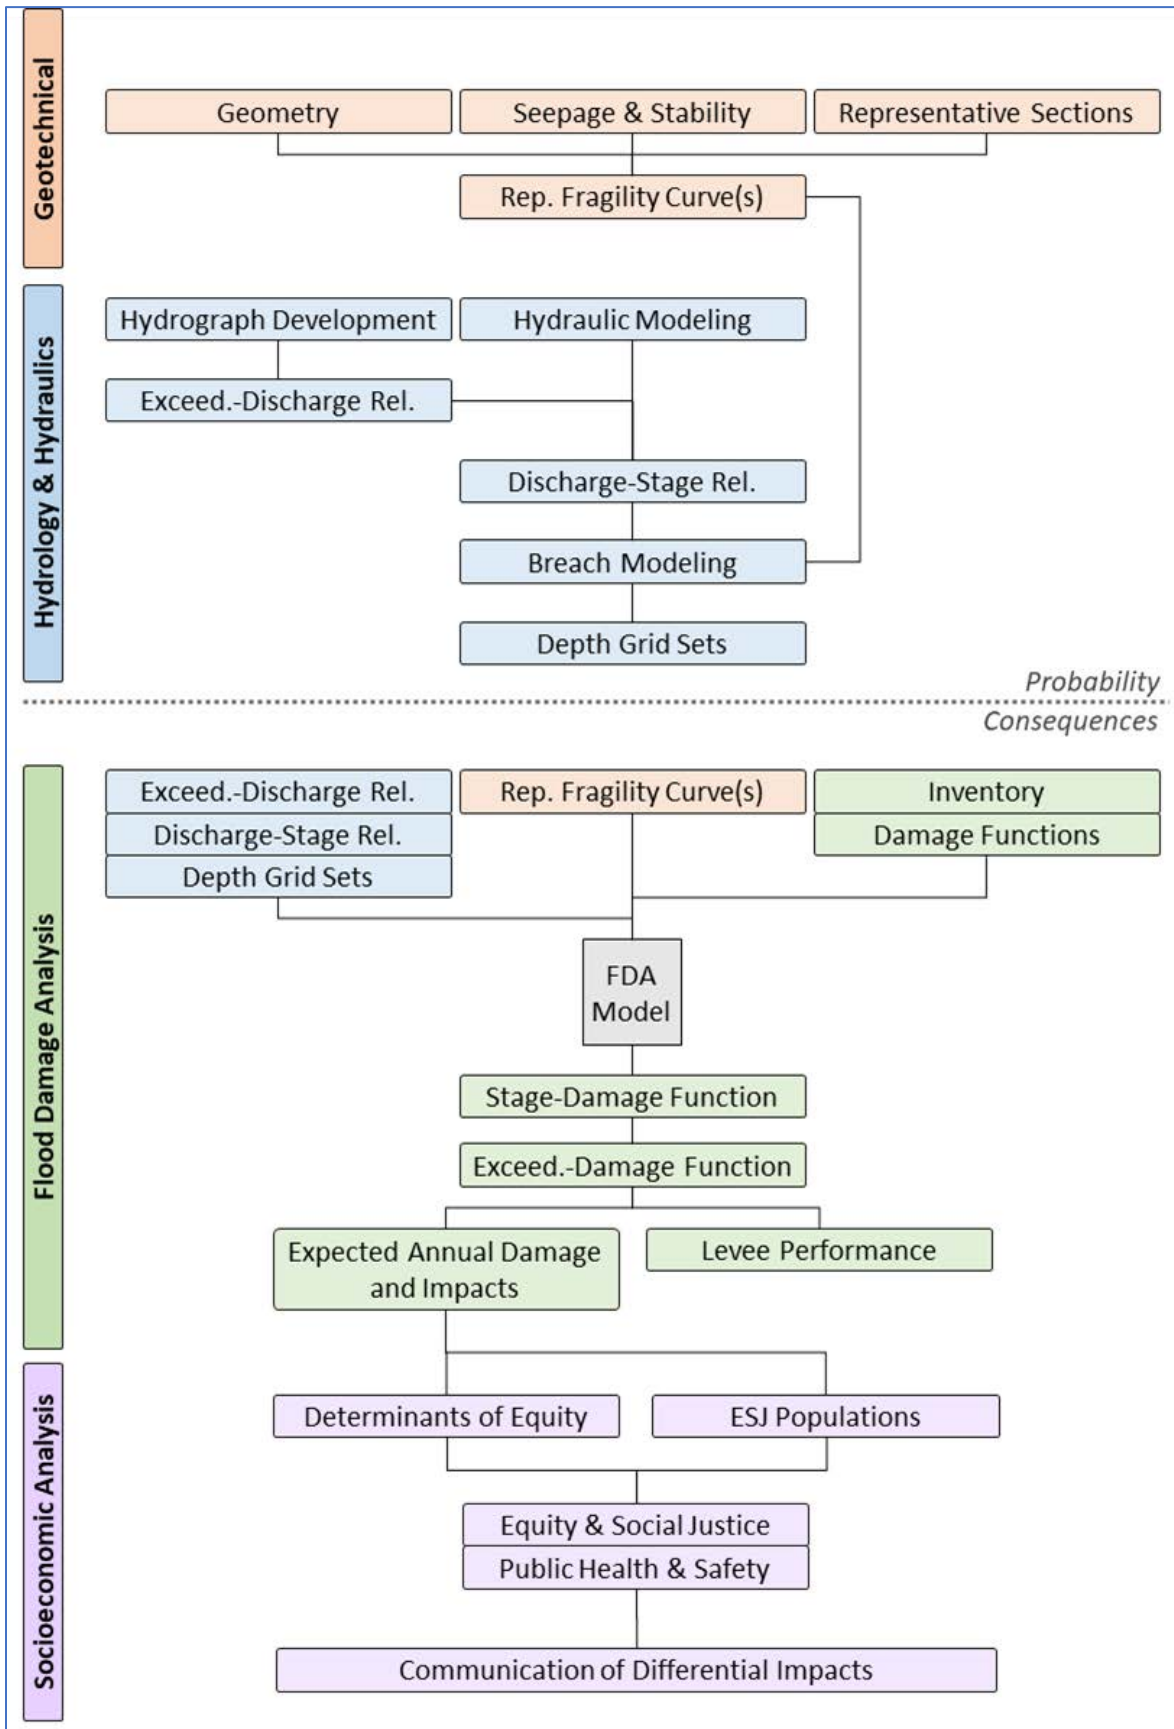 Geotechnical
Geometry
Seepage & Stability
Representative Sections
Rep. Fragility Curve(s)
Hydrology & Hydraulics
Hydrograph Development
Hydraulic Modeling
Exceed.-Discharge Rel.
Discharge-Stage Rel.
Breach Modeling
Depth Grid Sets
Probability
Consequences
Flood Damage Analysis
Exceed.-Discharge Rel.
Discharge-Stage Rel.
Depth Grid Sets
Rep. Fragility Curve(s)
Inventory
Damage Functions
FDA
Model
Stage-Damage Function
Exceed.-Damage Function
Expected Annual Damage
and Impacts
Levee Performance
Socioeconomic Analysis
Determinants of Equity
ESJ Populations
Equity & Social Justice
Public Health & Safety
Communication of Differential Impacts